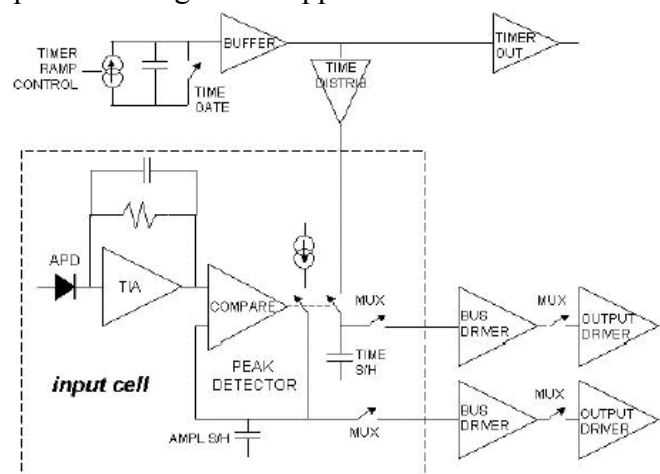 BUFFER
TIMER
OUT
TIMER
RAMP
CONTROL
TIME
GATE
TIME
DISTRIB
APD
TIA
COMPARE
MUX
BUS
DRIVER
MUX
OUTPUT
DRIVER
TIME
S/H
PEAK
DETECTOR
input cell
AMPL S/H
MUX
BUS
DRIVER
MUX
OUTPUT
DRIVER